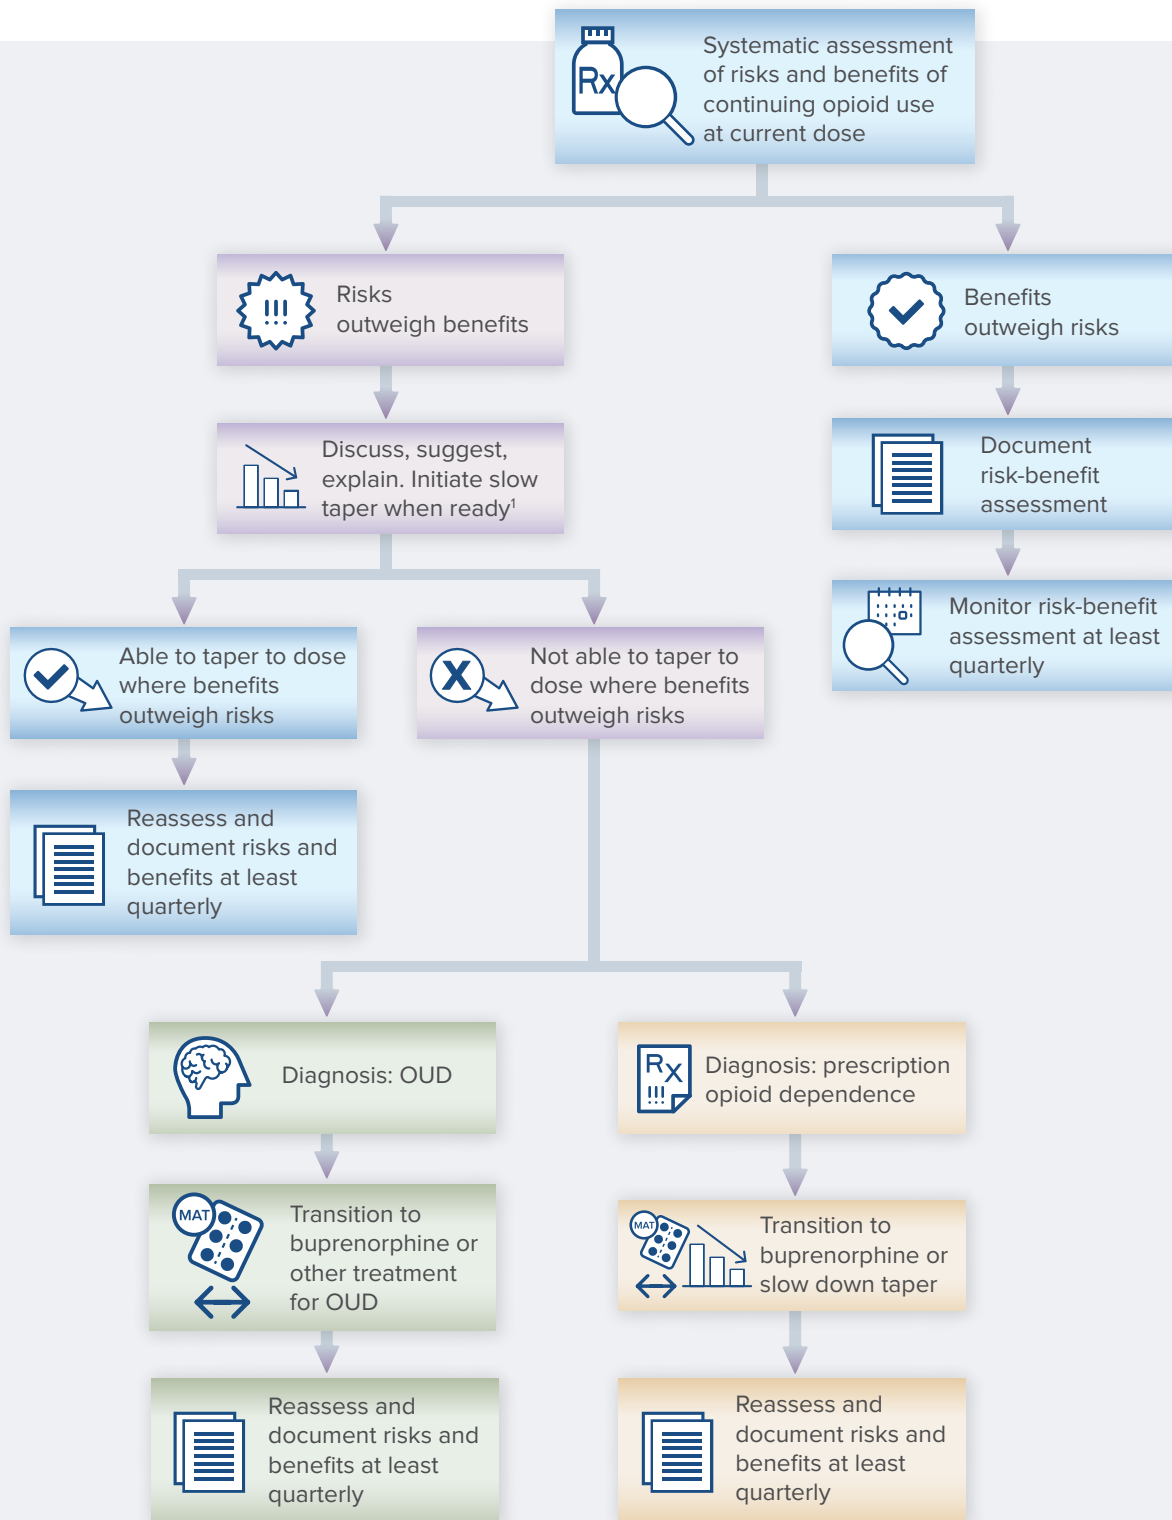 Rx
Systematic assessment
of risks and benefits of
continuing opioid use
at current dose
!!!
Risks
outweigh benefits
Benefits
outweigh risks
Discuss, suggest,
explain. Initiate slow
taper when ready¹
Document
risk-benefit
assessment
Monitor risk-benefit
assessment at least
quarterly
Able to taper to dose
where benefits
outweigh risks
X
Not able to taper to
dose where benefits
outweigh risks
Reassess and
document risks and
benefits at least
quarterly
Diagnosis: OUD
Rx
!!!
Diagnosis: prescription
opioid dependence
MAT
Transition to
buprenorphine or
other treatment
for OUD
MAT
Transition to
buprenorphine or
slow down taper
Reassess and
document risks and
benefits at least
quarterly
Reassess and
document risks and
benefits at least
quarterly